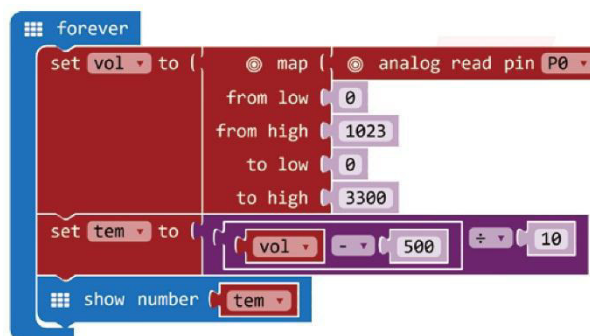 forever
set vol to ( map ( analog read pin P0
from low ( 0
from high ( 1023
to low ( 0
to high ( 3300
set tem to ( ( ( vol - ( 500 ÷ ( 10
show number ( tem